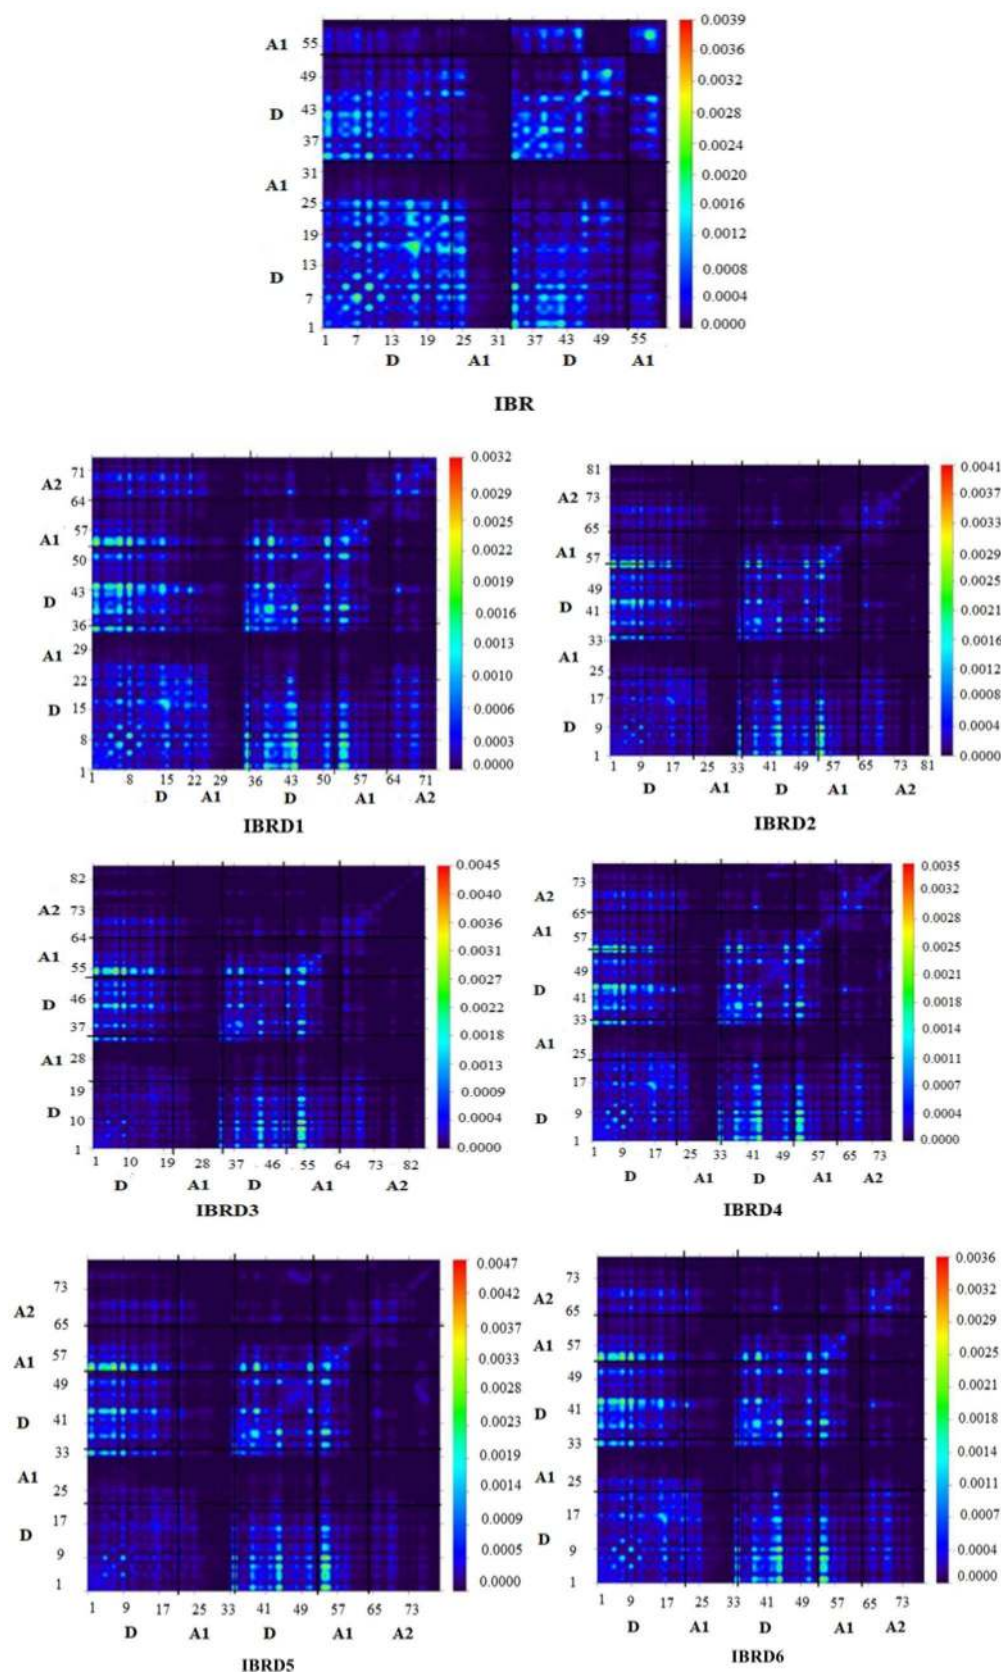 A1
D
A1
D
55
49
43
37
31
25
19
13
7
1
1 7 13 19 25 31 37 43 49 55
D A1 D A1
0.0039
0.0036
0.0032
0.0028
0.0024
0.0020
0.0016
0.0012
0.0008
0.0004
0.0000
IBR
A2
A1
D
A1
D
71
64
57
50
43
36
29
22
15
8
1
1 8 15 22 29 36 43 50 57 64 71
D A1 D A1 A2
0.0032
0.0029
0.0025
0.0022
0.0019
0.0016
0.0013
0.0010
0.0006
0.0003
0.0000
IBRD1
A2
A1
D
A1
D
81
73
65
57
49
41
33
25
17
9
1
1 9 17 25 33 41 49 57 65 73 81
D A1 D A1 A2
0.0041
0.0037
0.0033
0.0029
0.0025
0.0021
0.0016
0.0012
0.0008
0.0004
0.0000
IBRD2
A2
A1
D
A1
D
82
73
64
55
46
37
28
19
10
1
1 10 19 28 37 46 55 64 73 82
D A1 D A1 A2
0.0045
0.0040
0.0036
0.0031
0.0027
0.0022
0.0018
0.0013
0.0009
0.0004
0.0000
IBRD3
A2
A1
D
A1
D
73
65
57
49
41
33
25
17
9
1
1 9 17 25 33 41 49 57 65 73
D A1 D A1 A2
0.0035
0.0032
0.0028
0.0025
0.0021
0.0018
0.0014
0.0011
0.0007
0.0004
0.0000
IBRD4
A2
A1
D
A1
D
73
65
57
49
41
33
25
17
9
1
1 9 17 25 33 41 49 57 65 73
D A1 D A1 A2
0.0047
0.0042
0.0037
0.0033
0.0028
0.0023
0.0019
0.0014
0.0009
0.0005
0.0000
IBRD5
A2
A1
D
A1
D
73
65
57
49
41
33
25
17
9
1
1 9 17 25 33 41 49 57 65 73
D A1 D A1 A2
0.0036
0.0032
0.0029
0.0025
0.0021
0.0018
0.0014
0.0011
0.0007
0.0004
0.0000
IBRD6